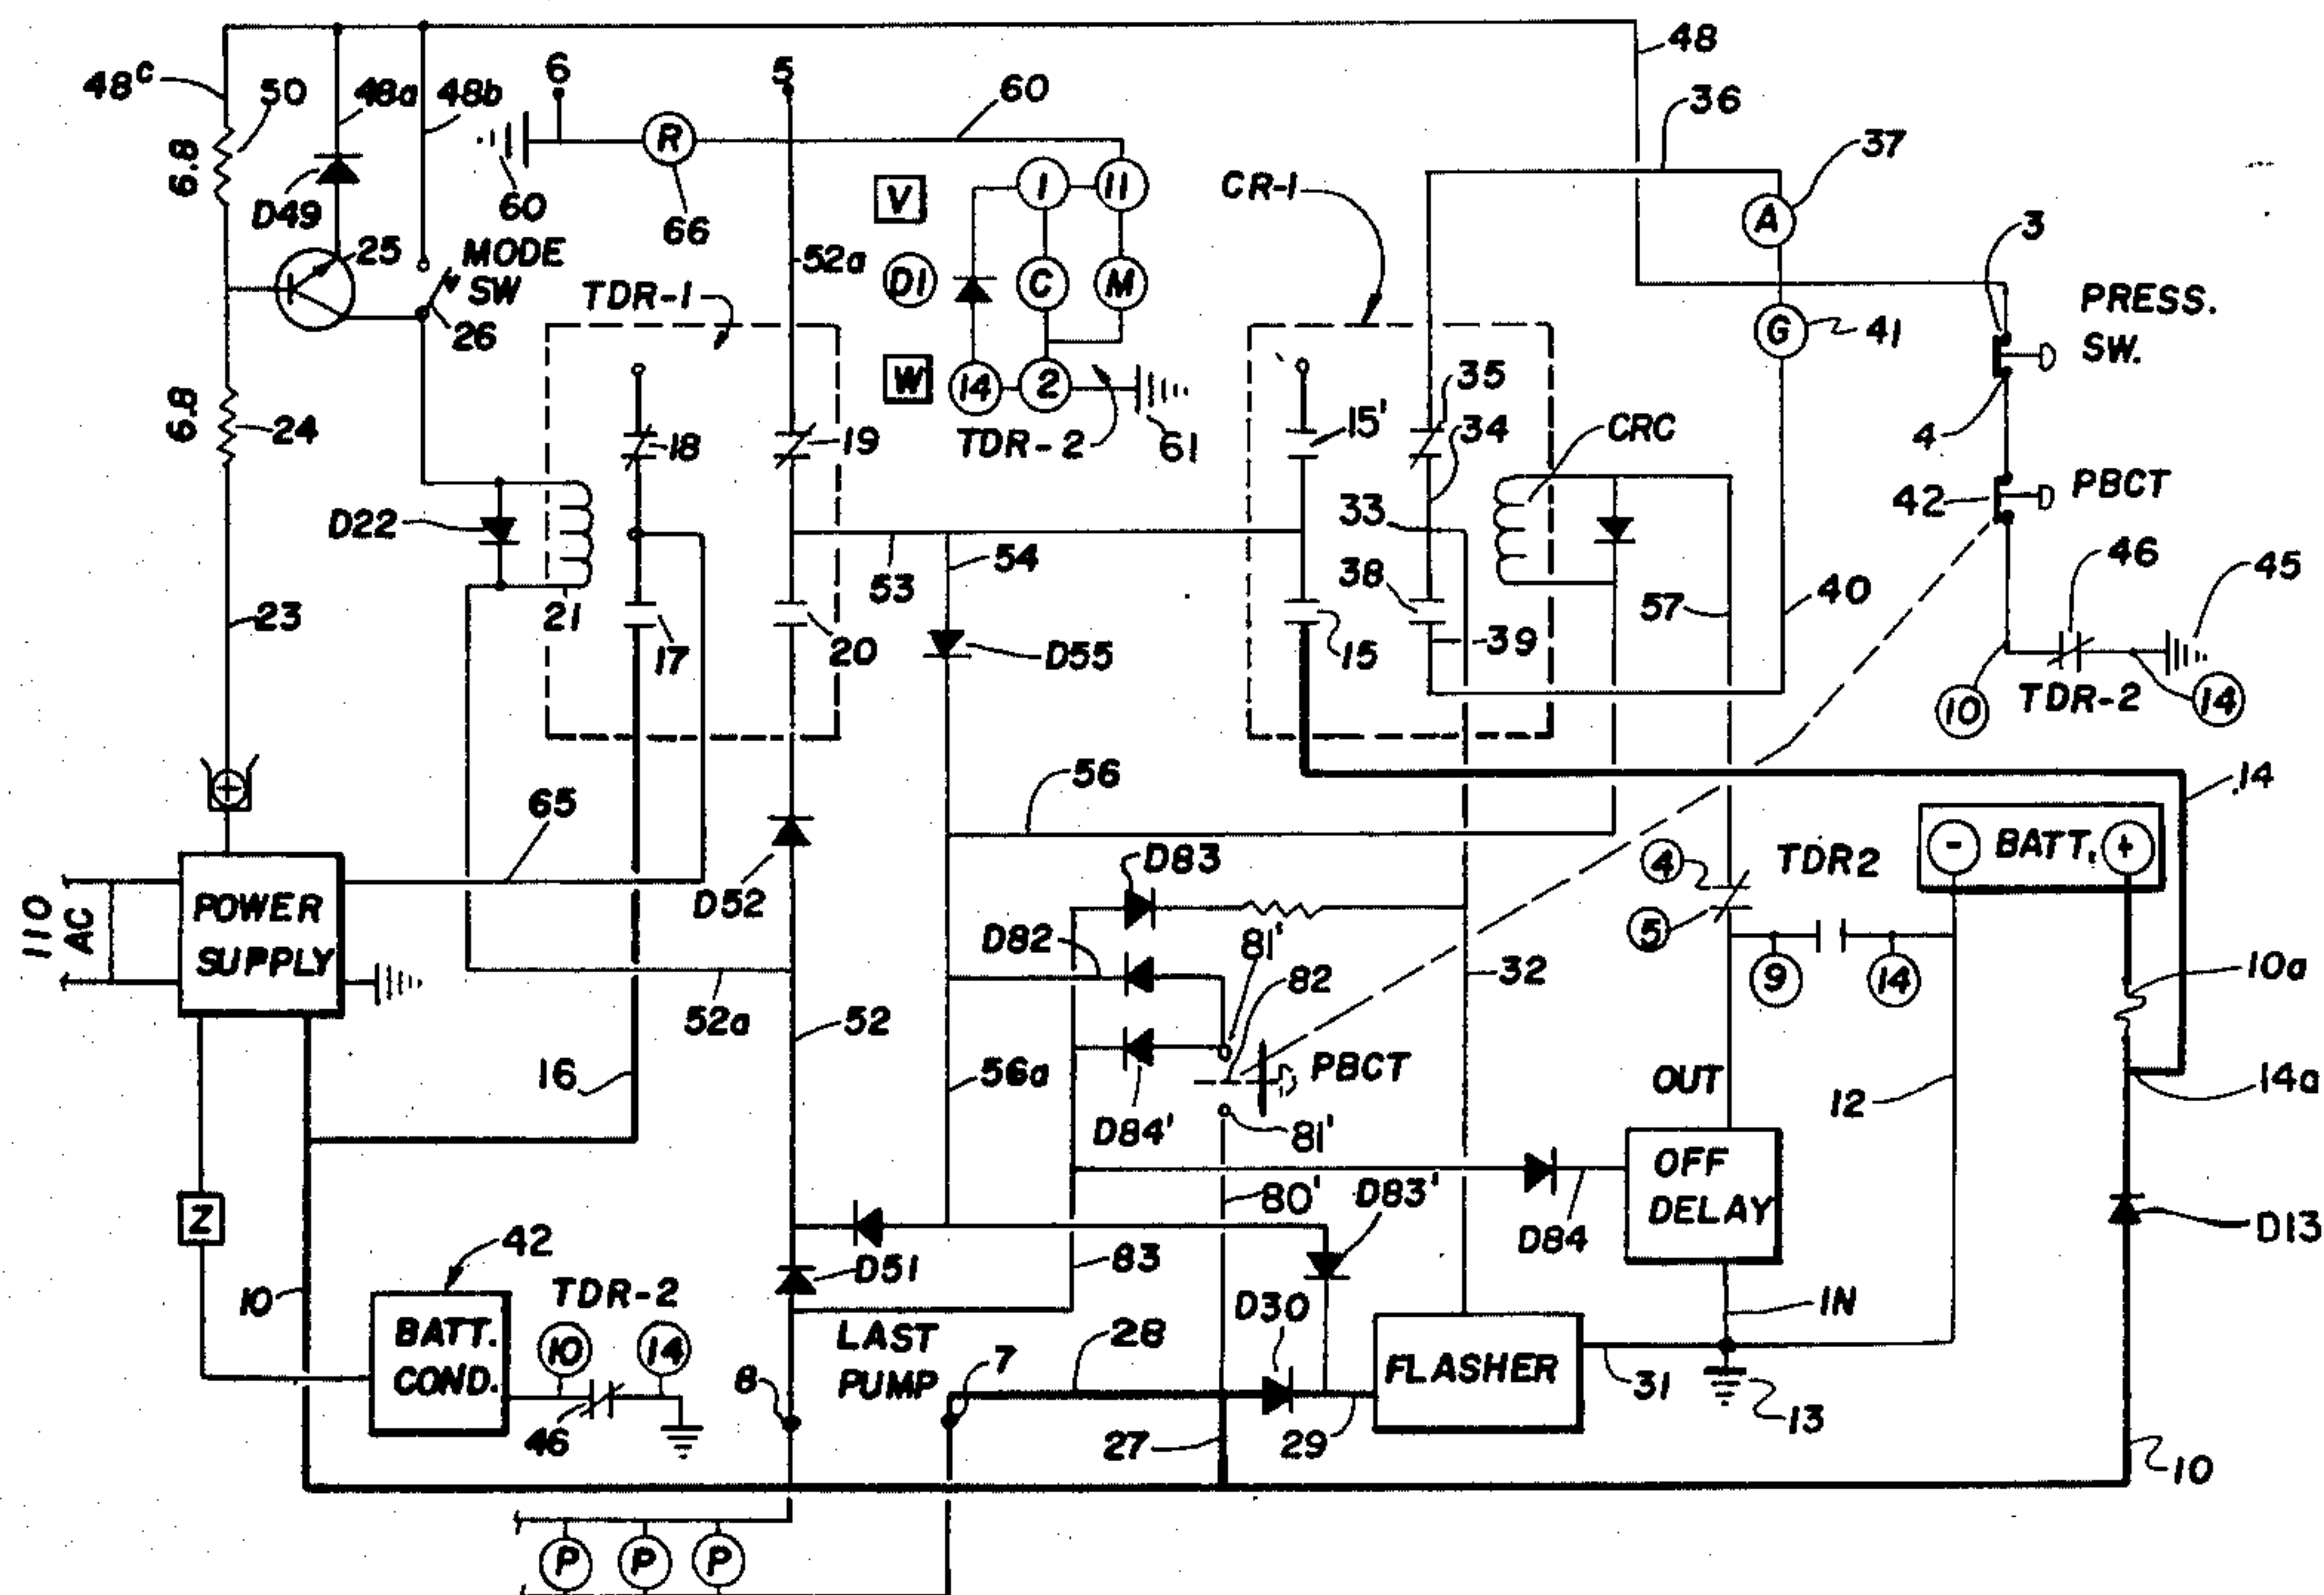 48
48c
50
48a
48b
6
5
60
36
37
6.8
D49
R
60
66
V
1
11
CR-1
A
3
25
MODE
SW
26
52a
D1
C
M
G
41
PRESS.
SW.
TDR-1
W
14
2
TDR-2
61
35
4
6.8
24
18
19
15'
34
CRC
42
PBCT
D22
33
46
45
53
54
38
57
40
23
21
17
20
D55
15
39
10
TDR-2
14
+
65
56
14
- BATT. +
D83
4
TDR2
110
AC
POWER
SUPPLY
D52
D82
81'
5
82
9
14
10a
52a
52
32
16
56a
PBCT
OUT
12
14a
D84'
81'
OFF
DELAY
Z
80'
D83'
D84
D13
42
D51
83
10
TDR-2
D30
IN
BATT.
COND.
10
14
LAST
PUMP
28
7
FLASHER
31
8
13
46
27
29
10
P
P
P